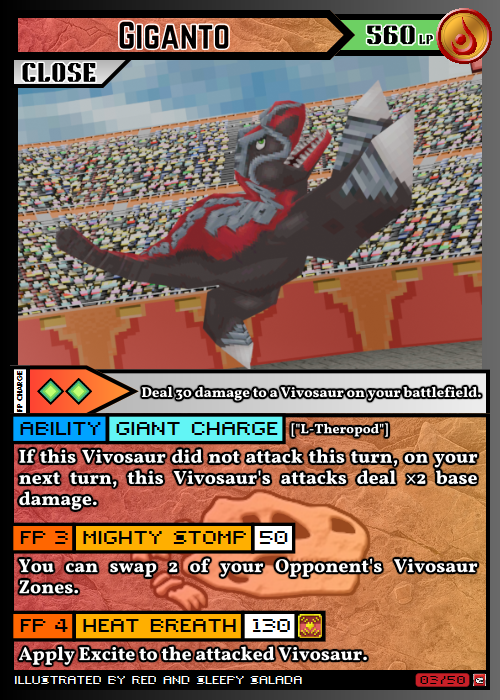 GIGANTO
560 LP
CLOSE
FP CHARGE
Deal 30 damage to a Vivosaur on your battlefield.
ABILITY GIANT CHARGE ["L-Theropod"]
If this Vivosaur did not attack this turn, on your
next turn, this Vivosaur's attacks deal ×2 base
damage.
FP 3 MIGHTY STOMP 50
You can swap 2 of your Opponent's Vivosaur
Zones.
FP 4 HEAT BREATH 130
Apply Excite to the attacked Vivosaur.
ILLUSTRATED BY RED AND SLEEPY SALADA
03/50